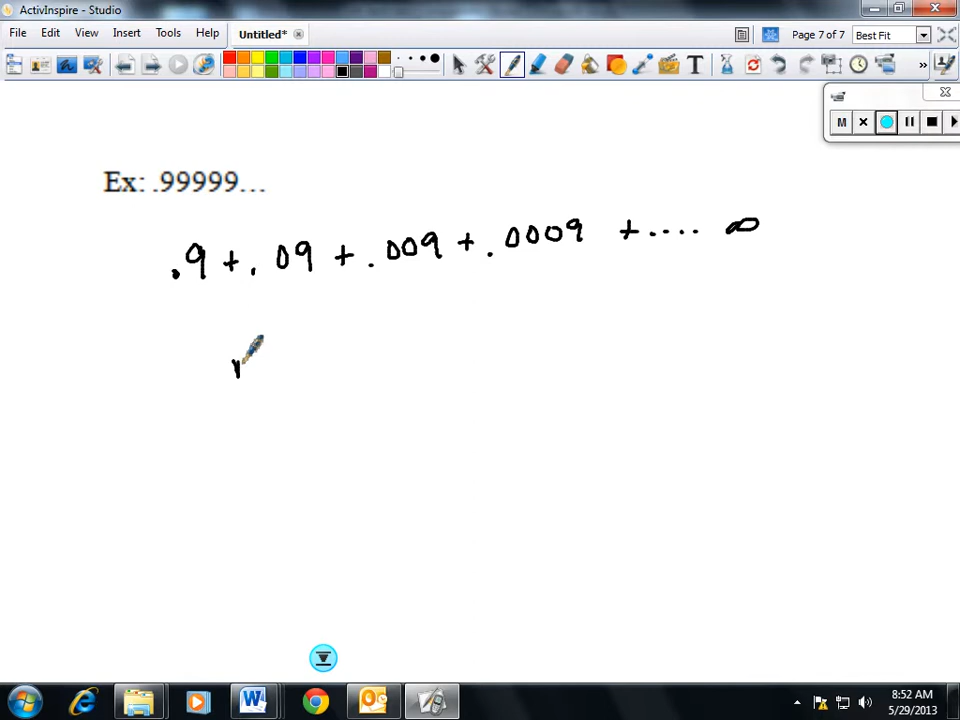 ActivInspire - Studio
File Edit View Insert Tools Help Untitled* Page 7 of 7 Best Fit
T »
M
Ex: .99999...
.9 + .09 + .009 + .0009 + .... ∞
r
8:52 AM
5/29/2013